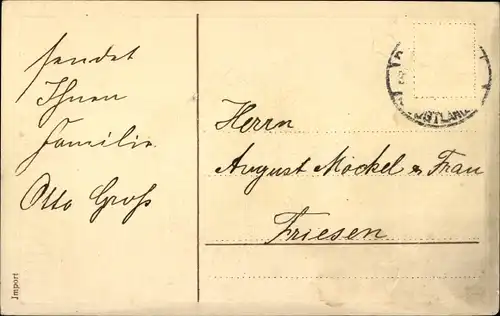 sendet
Ihnen
Familie
Otto Groß
Herrn
August Möckel & Frau
Friesen
Import